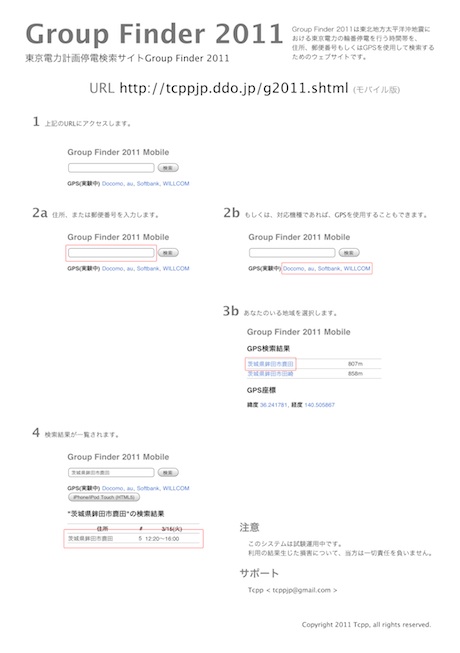 Group Finder 2011
東京電力計画停電検索サイトGroup Finder 2011
Group Finder 2011は東北地方太平洋沖地震に
おける東京電力の輪番停電を行う時間帯を、
住所、郵便番号もしくはGPSを使用して検索する
ためのウェブサイトです。
URL http://tcppjp.ddo.jp/g2011.shtml (モバイル版)
1 上記のURLにアクセスします。
Group Finder 2011 Mobile
検索
GPS(実験中) Docomo, au, Softbank, WILLCOM
2a 住所、または郵便番号を入力します。
Group Finder 2011 Mobile
検索
GPS(実験中) Docomo, au, Softbank, WILLCOM
2b もしくは、対応機種であれば、GPSを使用することもできます。
Group Finder 2011 Mobile
検索
GPS(実験中) Docomo, au, Softbank, WILLCOM
3b あなたのいる地域を選択します。
Group Finder 2011 Mobile
GPS検索結果
茨城県鉾田市鹿田 807m
茨城県鉾田市 858m
GPS座標
緯度 36.241781, 経度 140.505867
4 検索結果が一覧されます。
Group Finder 2011 Mobile
茨城県鉾田市鹿田 検索
GPS(実験中) Docomo, au, Softbank, WILLCOM
iPhone/iPod Touch (HTML5)
"茨城県鉾田市鹿田"の検索結果
住所 # 3/15(火)
茨城県鉾田市鹿田 5 12:20~16:00
注意
このシステムは試験運用中です。
利用の結果生じた損害について、当方は一切責任を負いません。
サポート
Tcpp < tcppjp@gmail.com >
Copyright 2011 Tcpp, all rights reserved.